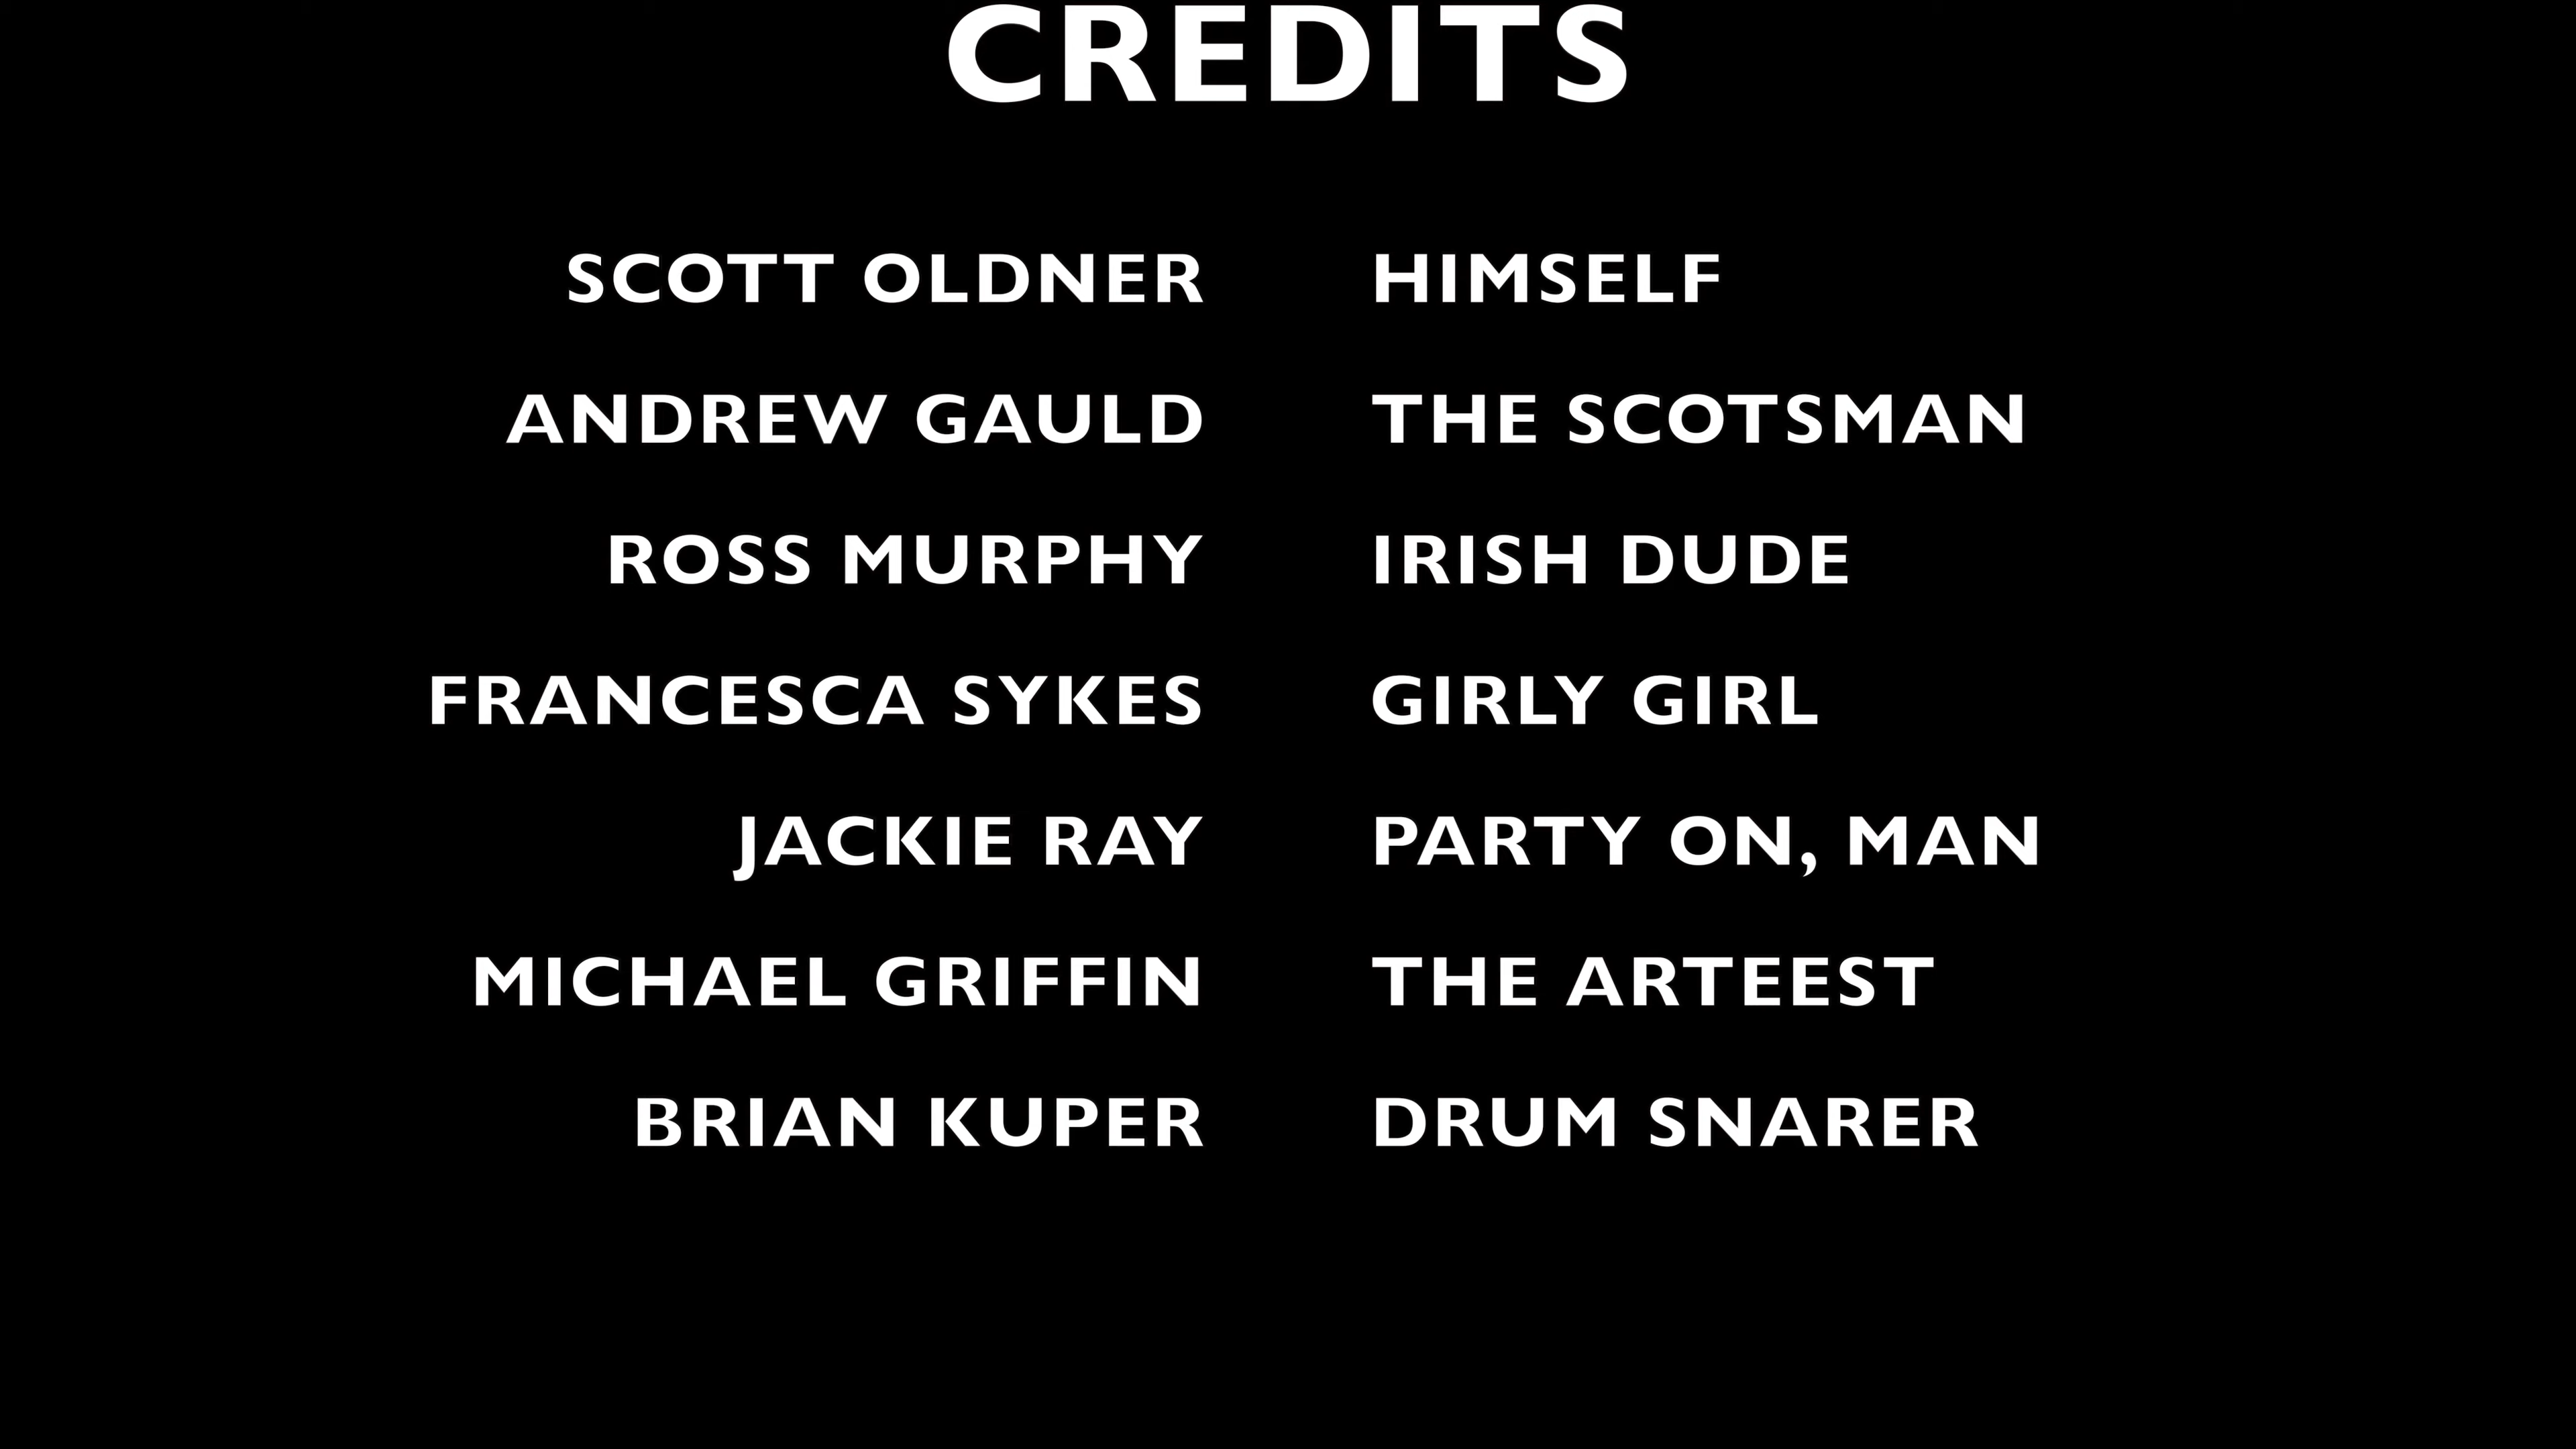 CREDITS
SCOTT OLDNER HIMSELF
ANDREW GAULD THE SCOTSMAN
ROSS MURPHY IRISH DUDE
FRANCESCA SYKES GIRLY GIRL
JACKIE RAY PARTY ON, MAN
MICHAEL GRIFFIN THE ARTEEST
BRIAN KUPER DRUM SNARER